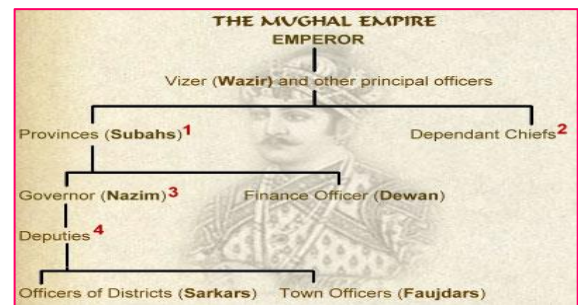 THE MUGHAL EMPIRE
EMPEROR
Vizer (Wazir) and other principal officers
Provinces (Subahs)1 Dependant Chiefs2
Governor (Nazim)3 Finance Officer (Dewan)
Deputies4
Officers of Districts (Sarkars) Town Officers (Faujdars)